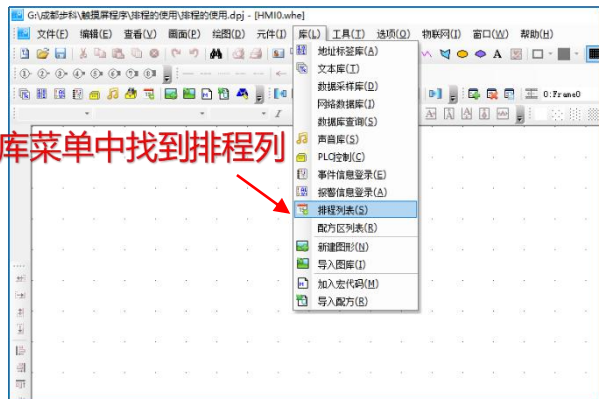 G:\成都步科\触摸屏程序\排程的使用\排程的使用.dpj - [HMI0.whe]
文件(F) 编辑(E) 查看(V) 画面(P) 绘图(D) 元件(I) 库(L) 工具(T) 选项(O) 物联网(I) 窗口(W) 帮助(H)
地址标签库(A)
文本库(T)
数据采样库(D)
网络数据库(I)
数据库查询(S)
声音库(S)
PLC控制(C)
事件信息登录(E)
报警信息登录(A)
排程列表(S)
配方区列表(R)
新建图形(N)
导入图库(I)
加入宏代码(M)
导入配方(R)
0:Frame0
库菜单中找到排程列